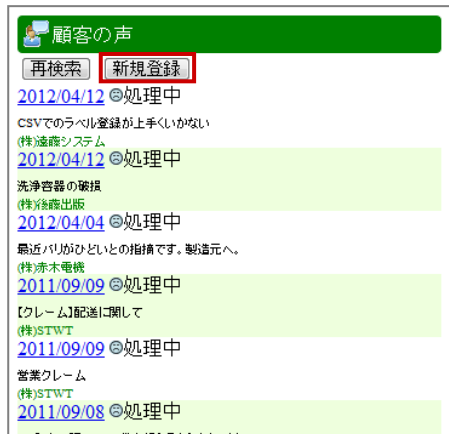 顧客の声
再検索 新規登録
2012/04/12 処理中
CSVでのラベル登録が上手くいかない
(株)遠藤システム
2012/04/12 処理中
洗浄容器の破損
(株)後藤出版
2012/04/04 処理中
最近バリがひどいとの指摘です。製造元へ。
(株)赤木電機
2011/09/09 処理中
【クレーム】配送に関して
(株)STWT
2011/09/09 処理中
営業クレーム
(株)STWT
2011/09/08 処理中